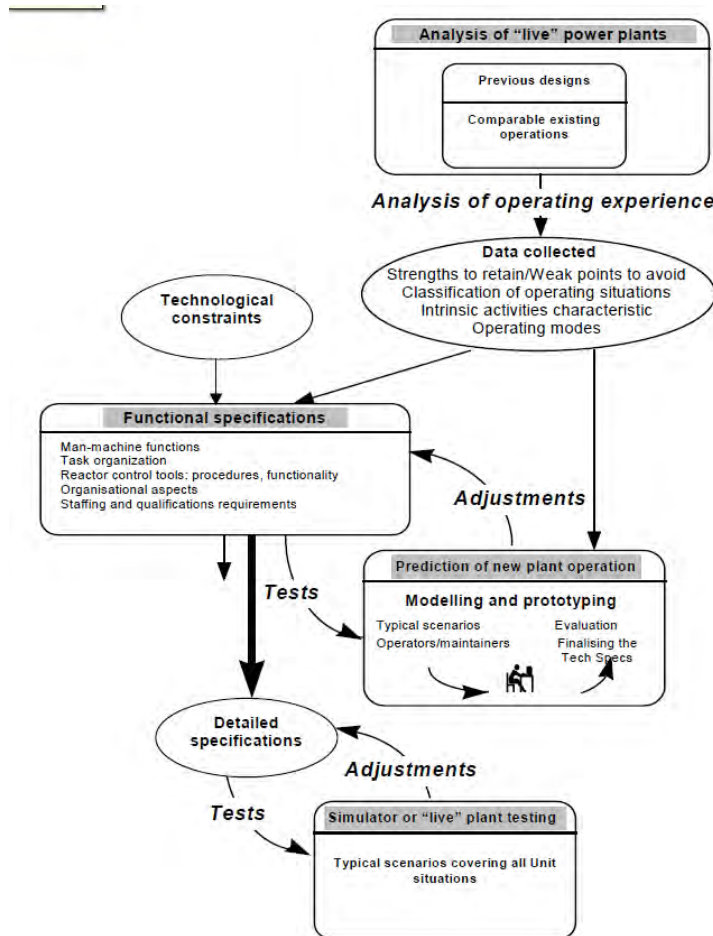 Analysis of “live” power plants
Previous designs
Comparable existing
operations
Analysis of operating experience
Data collected
Strengths to retain/Weak points to avoid
Classification of operating situations
Intrinsic activities characteristic
Operating modes
Technological
constraints
Functional specifications
Man-machine functions
Task organization
Reactor control tools: procedures, functionality
Organisational aspects
Staffing and qualifications requirements
Adjustments
Tests
Prediction of new plant operation
Modelling and prototyping
Typical scenarios
Operators/maintainers
Evaluation
Finalising the
Tech Specs
Detailed
specifications
Adjustments
Tests
Simulator or “live” plant testing
Typical scenarios covering all Unit
situations